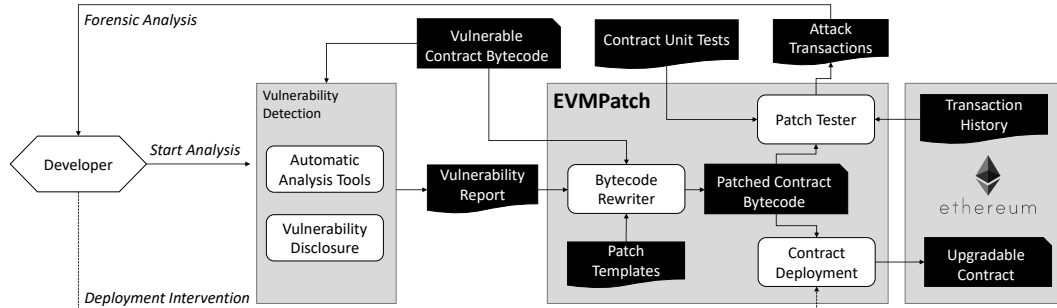 Forensic Analysis
Vulnerable
Contract Bytecode
Contract Unit Tests
Attack
Transactions
Vulnerability
Detection
EVMPatch
Patch Tester
Transaction
History
Developer
Start Analysis
Automatic
Analysis Tools
Vulnerability
Report
Bytecode
Rewriter
Patched Contract
Bytecode
ethereum
Vulnerability
Disclosure
Patch
Templates
Contract
Deployment
Upgradable
Contract
Deployment Intervention